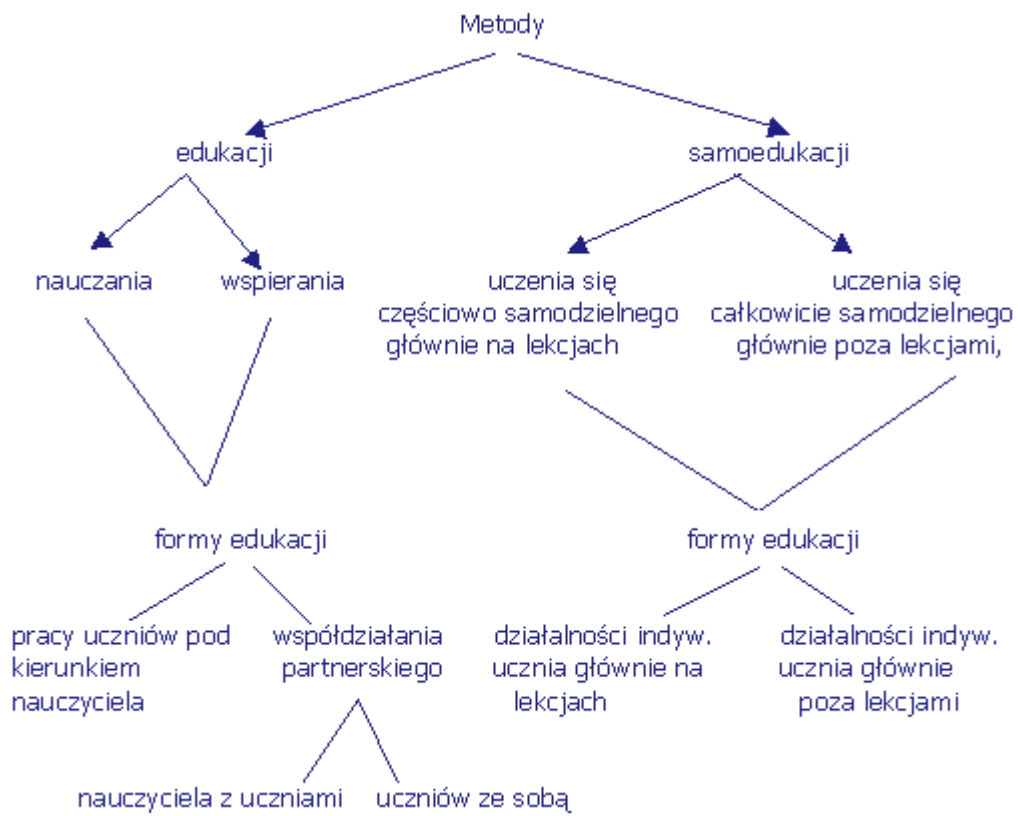 Metody
edukacji
samoedukacji
nauczania
wspierania
uczenia się
częściowo samodzielnego
głównie na lekcjach
uczenia się
całkowicie samodzielnego
głównie poza lekcjami,
formy edukacji
formy edukacji
pracy uczniów pod
kierunkiem
nauczyciela
współdziałania
partnerskiego
działalności indyw.
ucznia głównie na
lekcjach
działalności indyw.
ucznia głównie
poza lekcjami
nauczyciela z uczniami
uczniów ze sobą